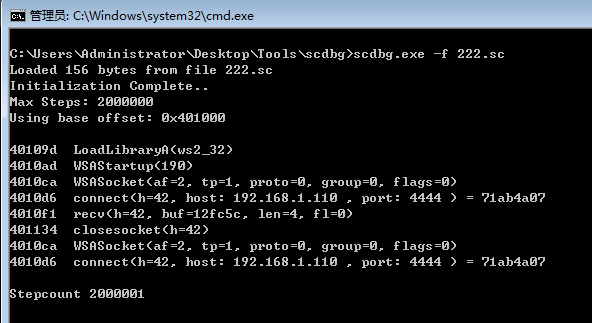 管理员: C:\Windows\system32\cmd.exe
C:\Users\Administrator\Desktop\Tools\scdbg>scdbg.exe -f 222.sc
Loaded 156 bytes from file 222.sc
Initialization Complete..
Max Steps: 2000000
Using base offset: 0x401000
40109d  LoadLibraryA(ws2_32)
4010ad  WSAStartup(190)
4010ca  WSASocket(af=2, tp=1, proto=0, group=0, flags=0)
4010d6  connect(h=42, host: 192.168.1.110 , port: 4444 ) = 71ab4a07
4010f1  recv(h=42, buf=12fc5c, len=4, fl=0)
401134  closesocket(h=42)
4010ca  WSASocket(af=2, tp=1, proto=0, group=0, flags=0)
4010d6  connect(h=42, host: 192.168.1.110 , port: 4444 ) = 71ab4a07
Stepcount 2000001